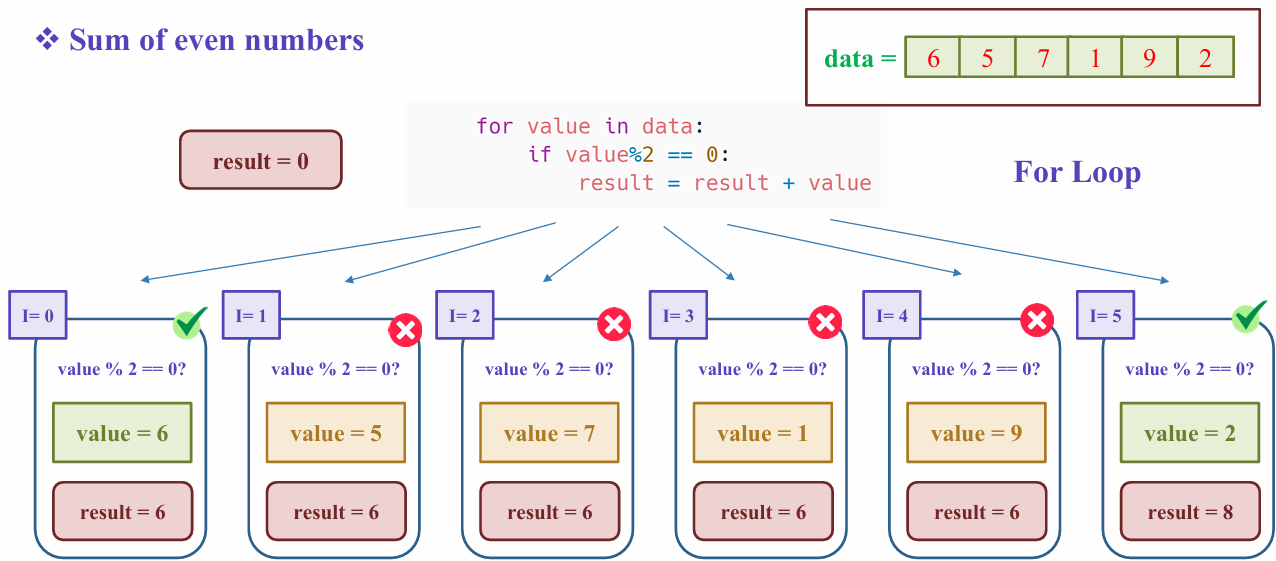 ❖ Sum of even numbers
data = 6 5 7 1 9 2
for value in data:
if value%2 == 0:
result = result + value
result = 0
For Loop
I= 0
value % 2 == 0?
value = 6
result = 6
I= 1
value % 2 == 0?
value = 5
result = 6
I= 2
value % 2 == 0?
value = 7
result = 6
I= 3
value % 2 == 0?
value = 1
result = 6
I= 4
value % 2 == 0?
value = 9
result = 6
I= 5
value % 2 == 0?
value = 2
result = 8